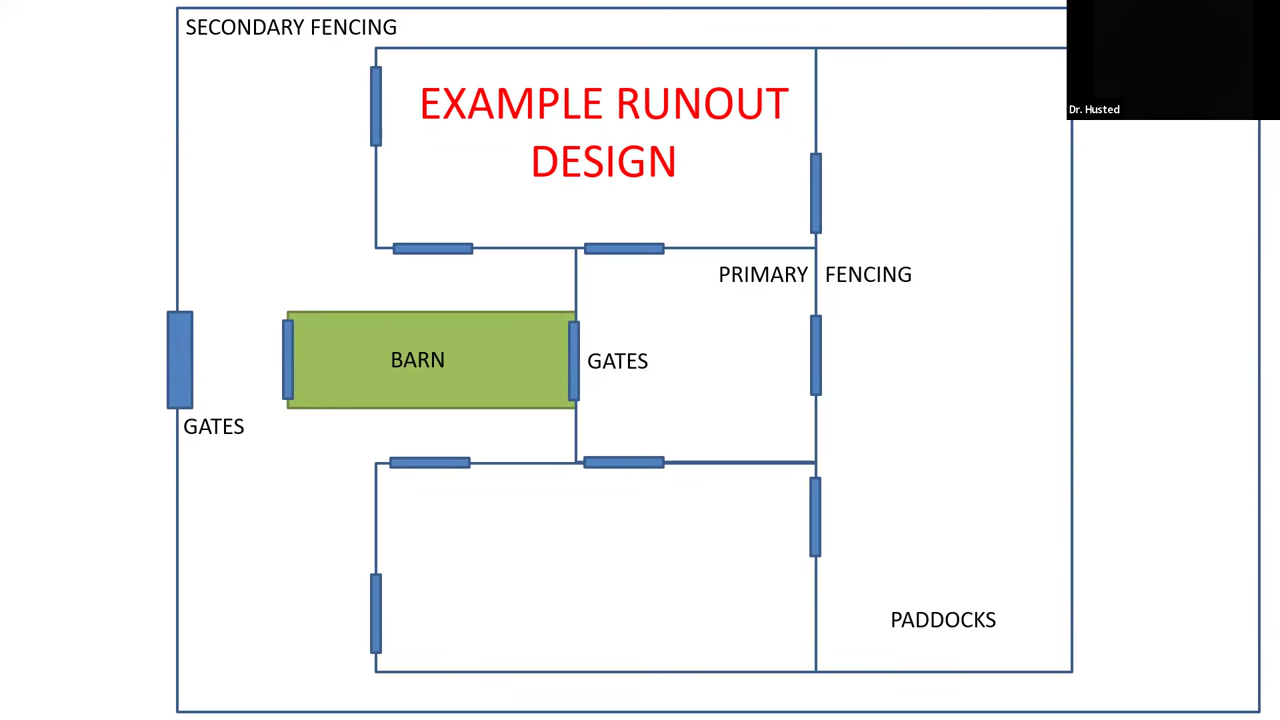 SECONDARY FENCING
Dr. Husted
EXAMPLE RUNOUT
DESIGN
PRIMARY FENCING
BARN
GATES
GATES
PADDOCKS